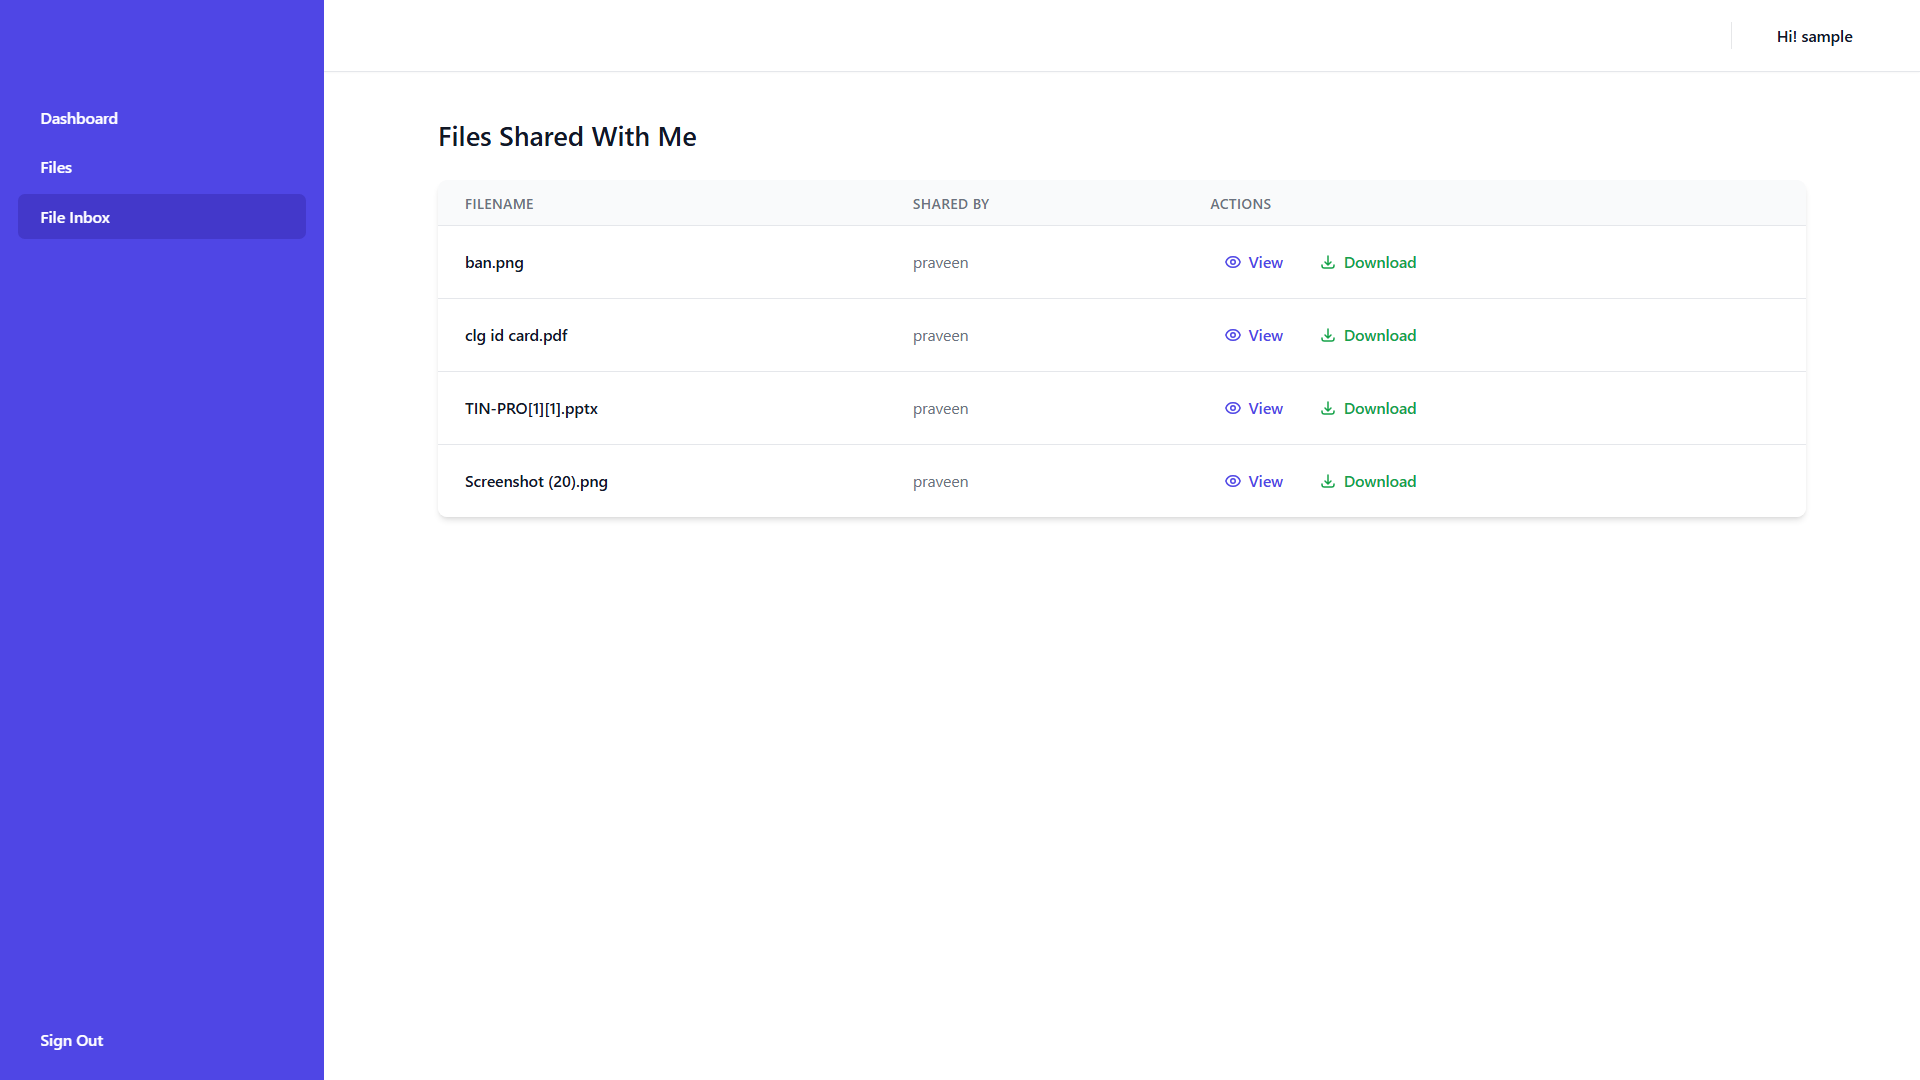 Hi! sample
Dashboard
Files
File Inbox
Sign Out
Files Shared With Me
FILENAME SHARED BY ACTIONS
ban.png praveen View Download
clg id card.pdf praveen View Download
TIN-PRO[1][1].pptx praveen View Download
Screenshot (20).png praveen View Download